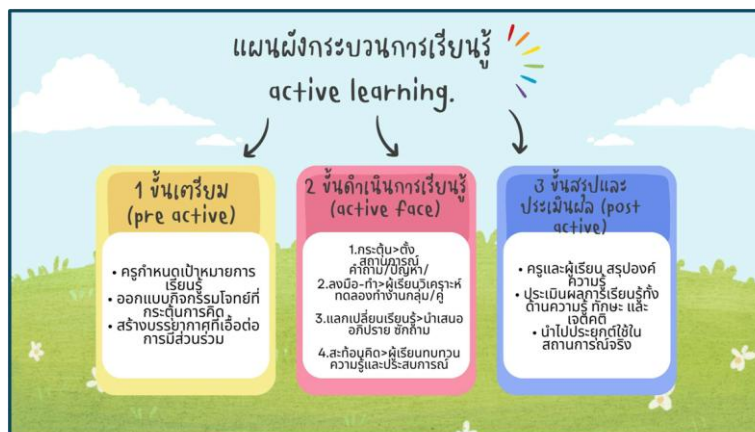 แผนผังกระบวนการเรียนรู้
active learning.
1 ขั้นเตรียม
(pre active)
• ครูกำหนดเป้าหมายการ
เรียนรู้
• ออกแบบกิจกรรมโจทย์ที่
กระตุ้นการคิด
• สร้างบรรยากาศที่เอื้อต่อ
การมีส่วนร่วม
2 ขั้นดำเนินการเรียนรู้
(active face)
1.กระตุ้น>ตั้ง
สถานการณ์
คำถาม/ปัญหา/
2.ลงมือ-ทำ>ผู้เรียนวิเคราะห์
ทดลองทำงานกลุ่ม/คู่
3.แลกเปลี่ยนเรียนรู้>นำเสนอ
อภิปราย ซักถาม
4.สะท้อนคิด>ผู้เรียนทบทวน
ความรู้และประสบการณ์
3 ขั้นสรุปและ
ประเมินผล (post
active)
• ครูและผู้เรียน สรุปองค์
ความรู้
• ประเมินผลการเรียนรู้ทั้ง
ด้านความรู้ ทักษะ และ
เจตคติ
• นำไปประยุกต์ใช้ใน
สถานการณ์จริง